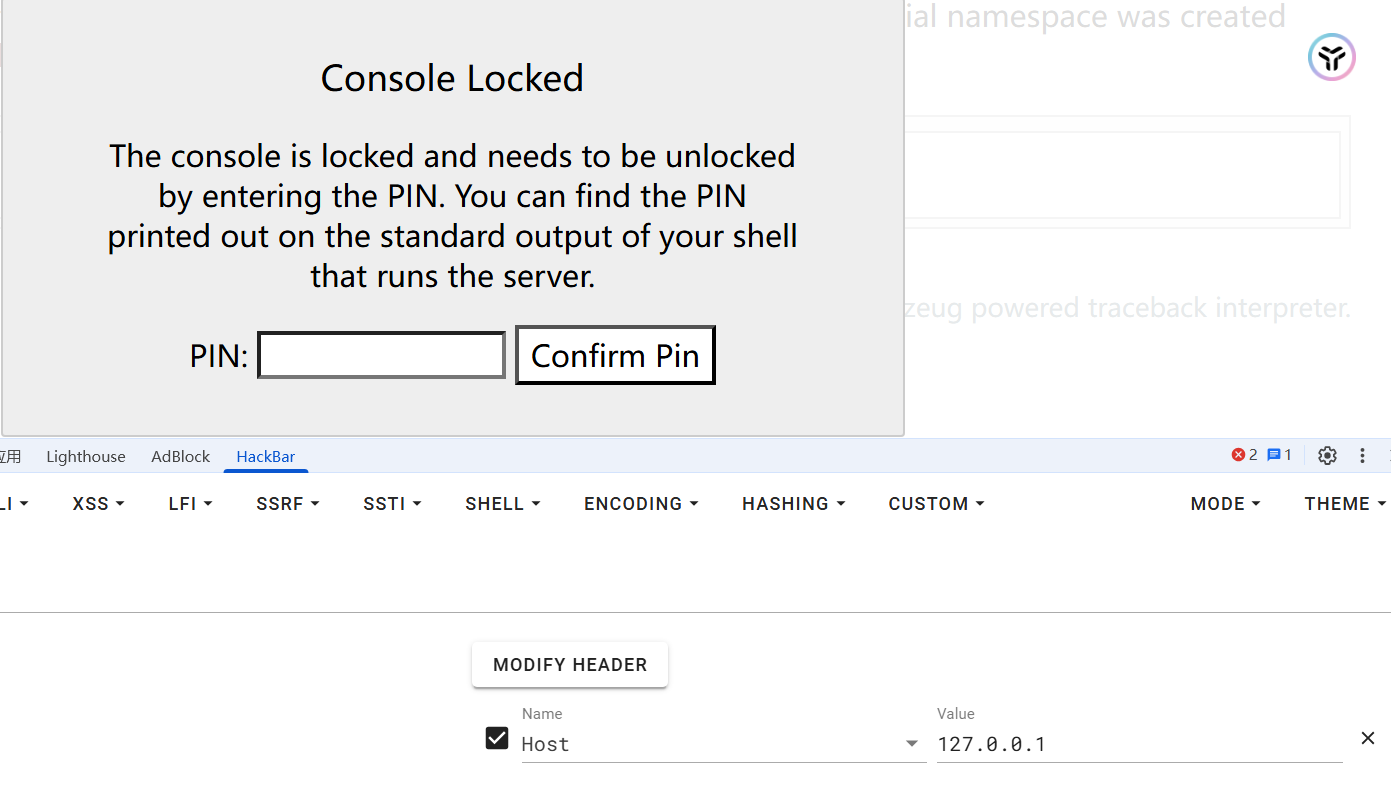 ial namespace was created
Console Locked
The console is locked and needs to be unlocked
by entering the PIN. You can find the PIN
printed out on the standard output of your shell
that runs the server.
zeug powered traceback interpreter.
PIN:
Confirm Pin
应用 Lighthouse AdBlock HackBar 2 1
LI XSS LFI SSRF SSTI SHELL ENCODING HASHING CUSTOM MODE THEME
MODIFY HEADER
Name Value
Host 127.0.0.1